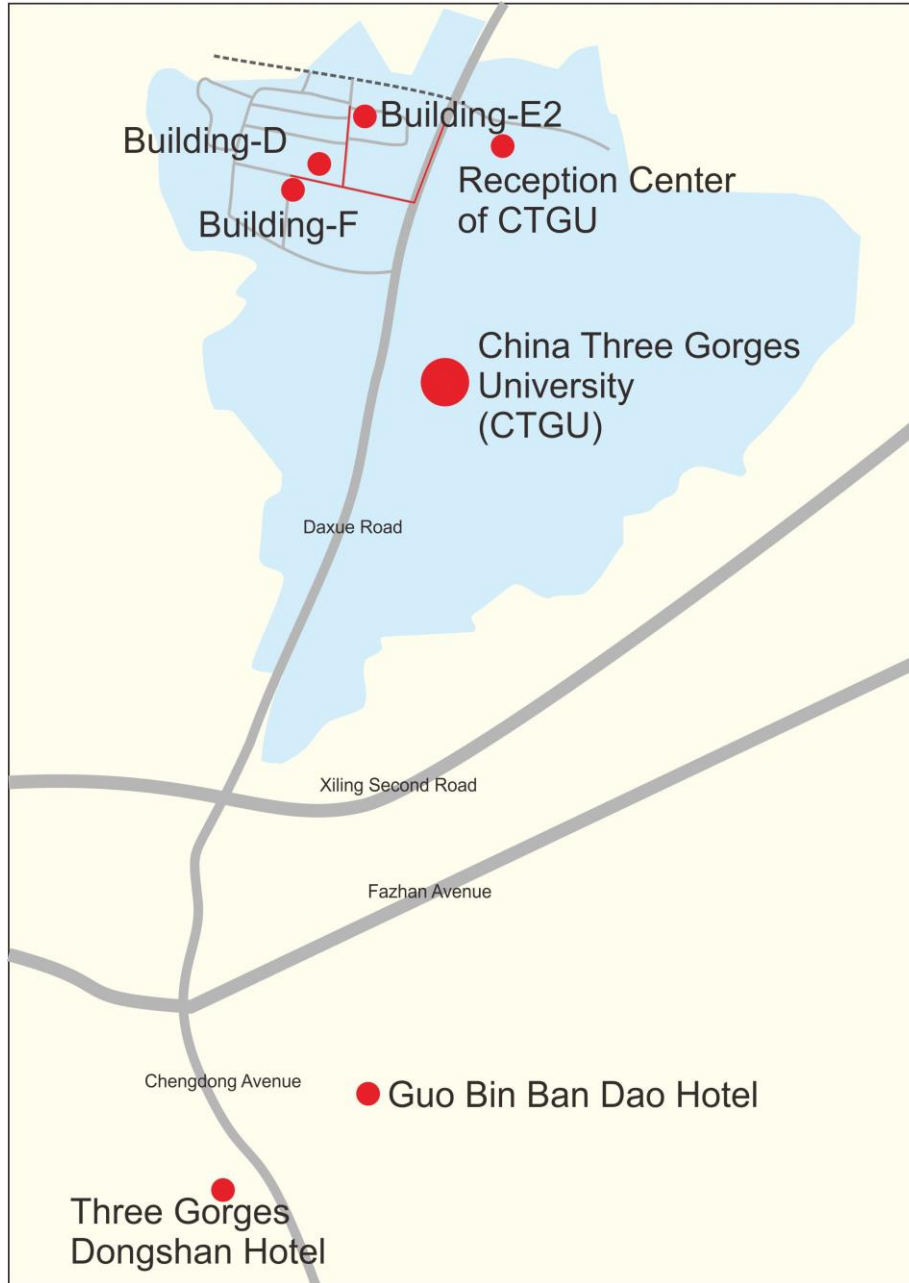 Building-E2
Building-D
Reception Center
of CTGU
Building-F
China Three Gorges
University
(CTGU)
Daxue Road
Xiling Second Road
Fazhan Avenue
Chengdong Avenue
Guo Bin Ban Dao Hotel
Three Gorges
Dongshan Hotel